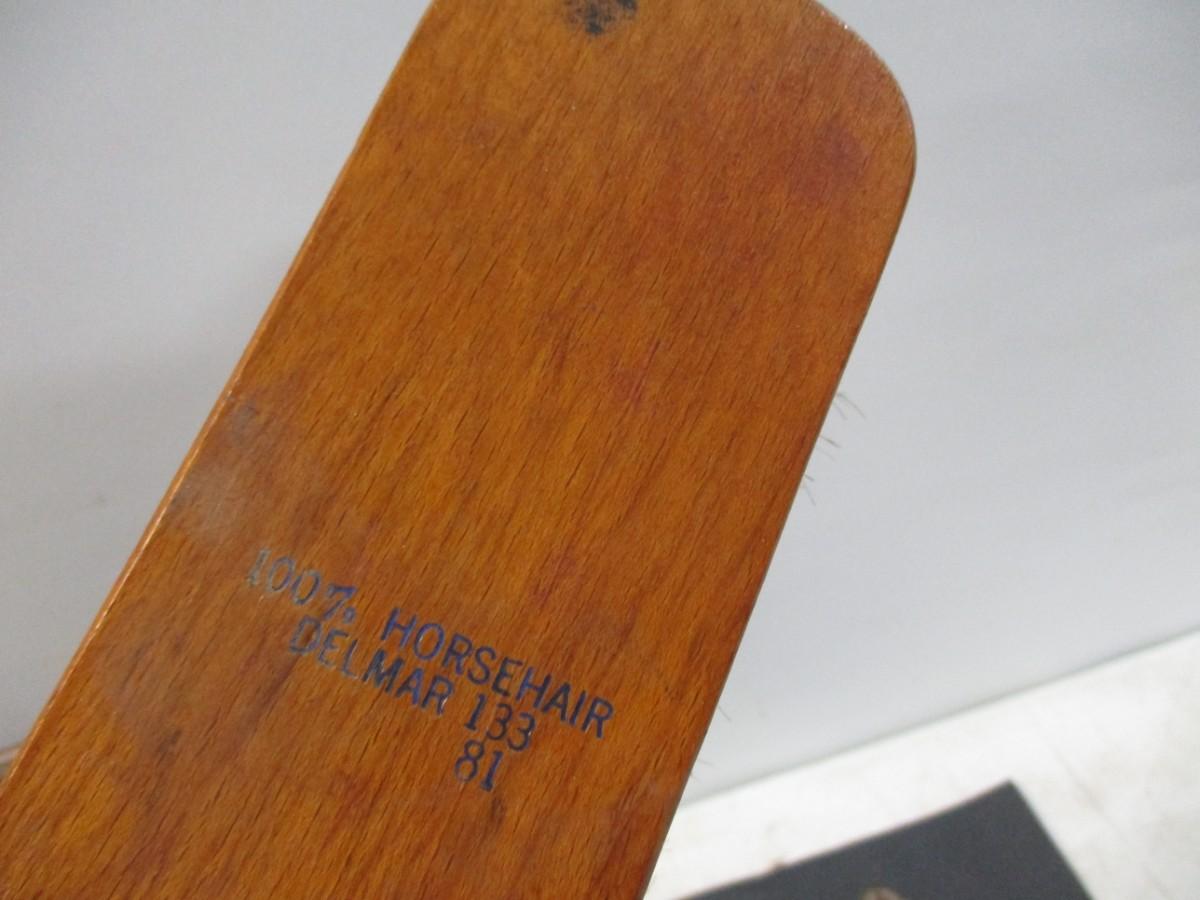 100% HORSEHAIR
DELMAR 133
81